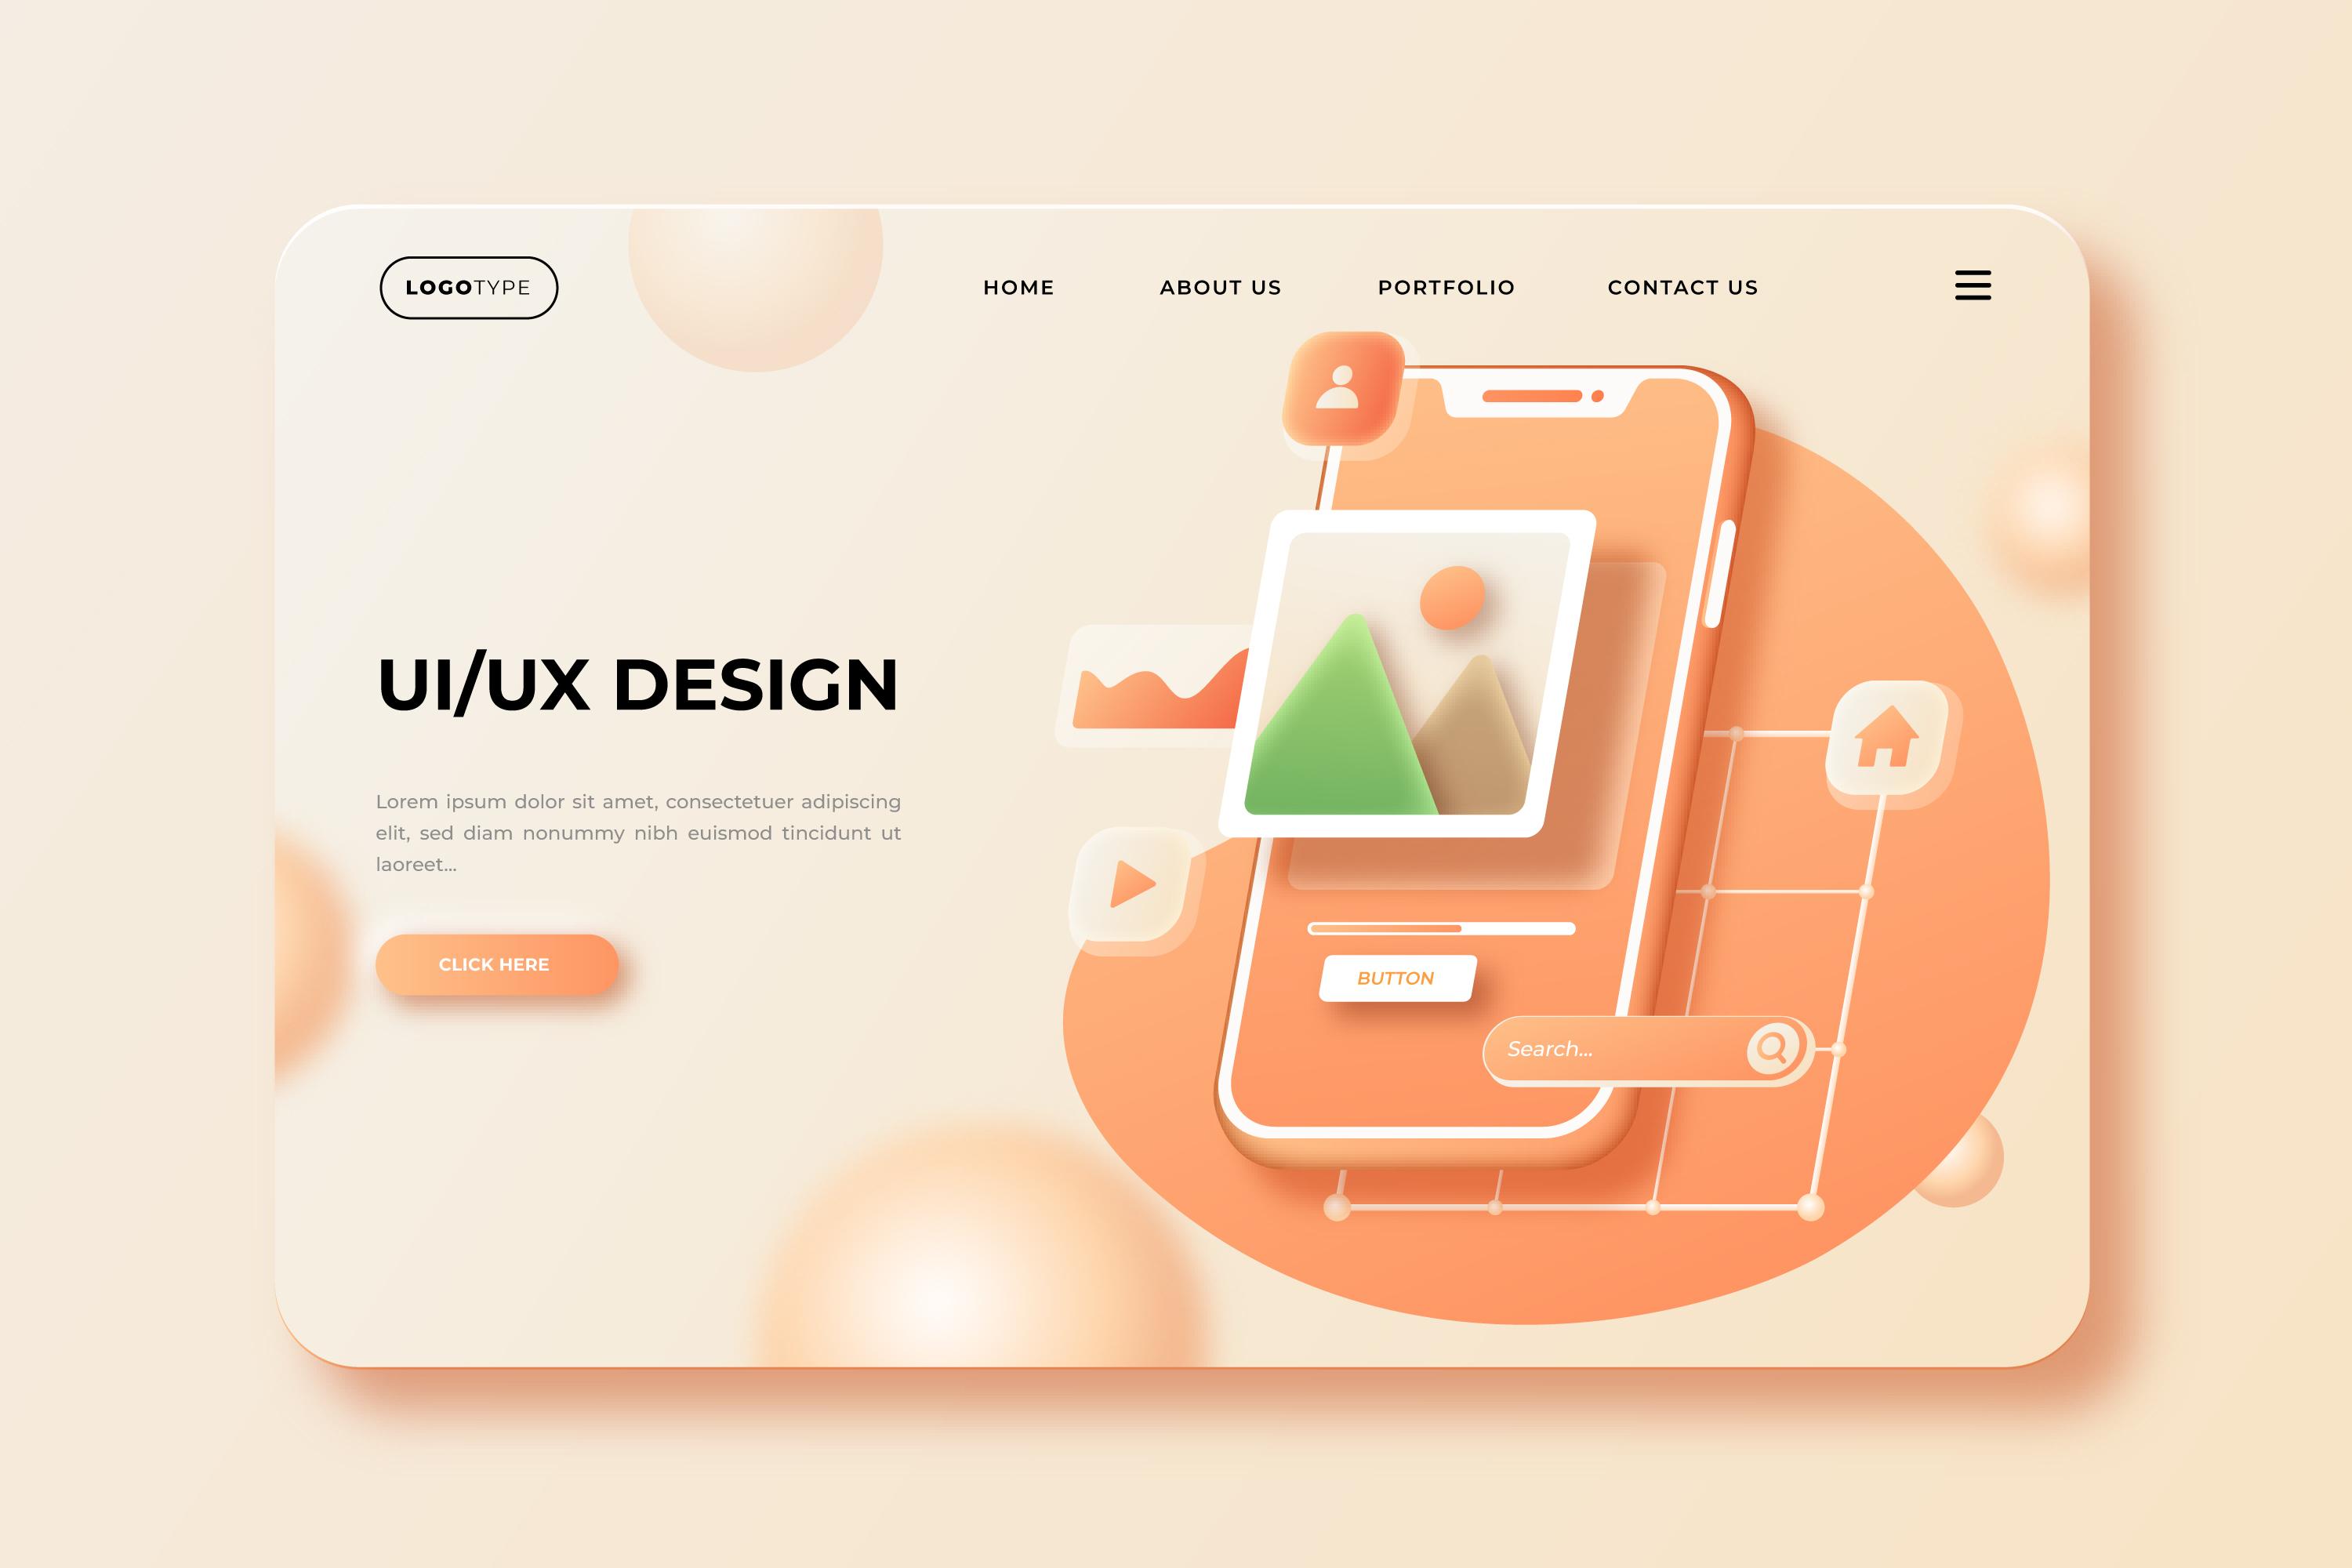 LOGOTYPE
HOME
ABOUT US
PORTFOLIO
CONTACT US
UI/UX DESIGN
Lorem ipsum dolor sit amet, consectetuer adipiscing
elit, sed diam nonummy nibh euismod tincidunt ut
laoreet...
CLICK HERE
BUTTON
Search...